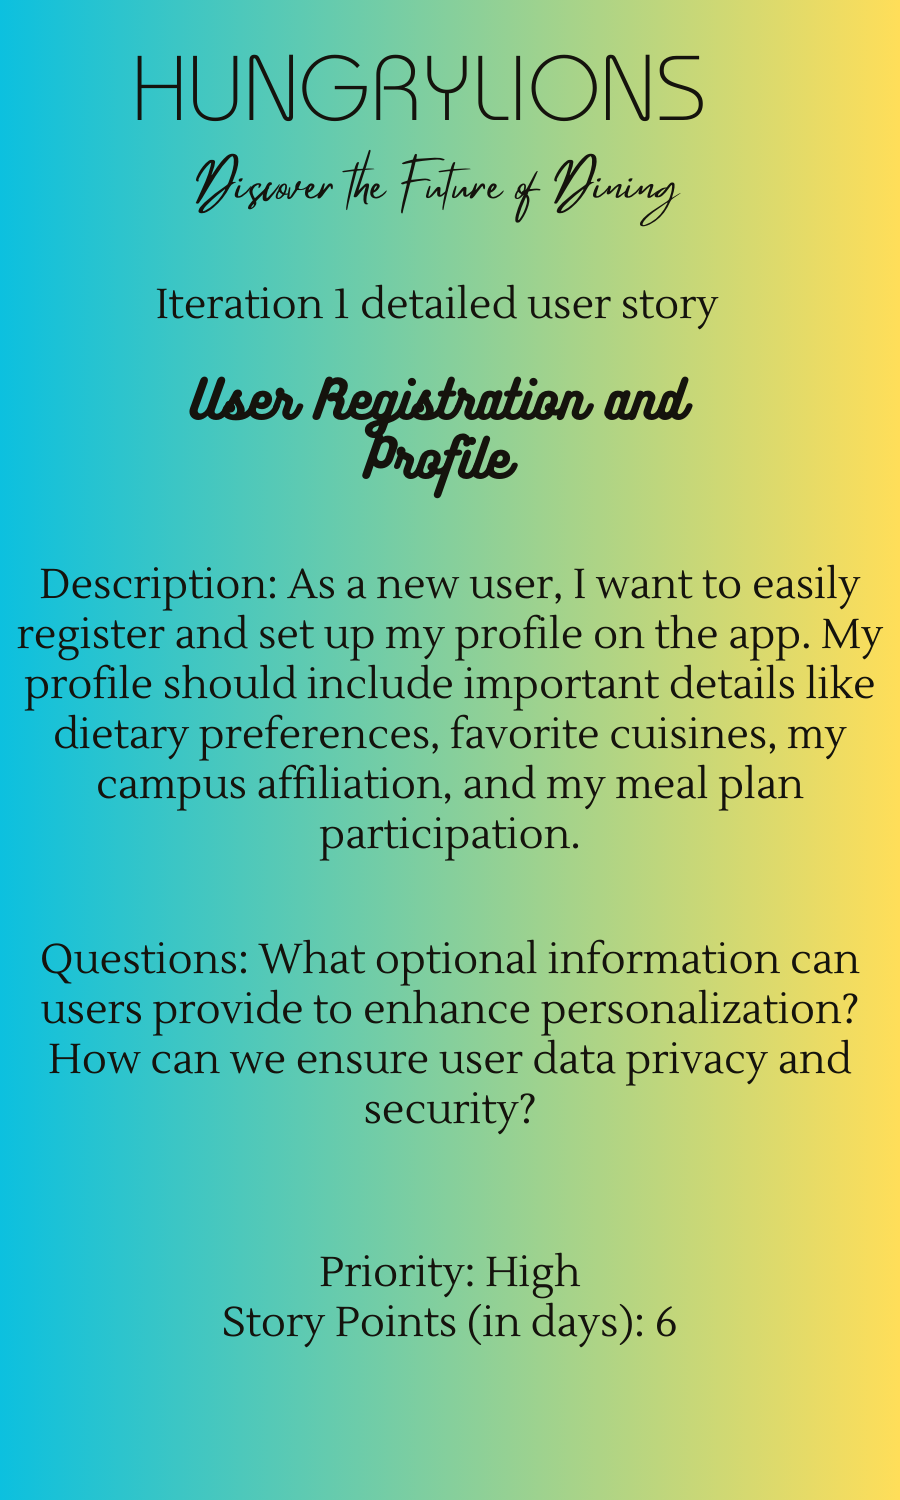 HUNGRYLIONS
Discover the Future of Dining
Iteration 1 detailed user story
User Registration and
Profile
Description: As a new user, I want to easily
register and set up my profile on the app. My
profile should include important details like
dietary preferences, favorite cuisines, my
campus affiliation, and my meal plan
participation.
Questions: What optional information can
users provide to enhance personalization?
How can we ensure user data privacy and
security?
Priority: High
Story Points (in days): 6